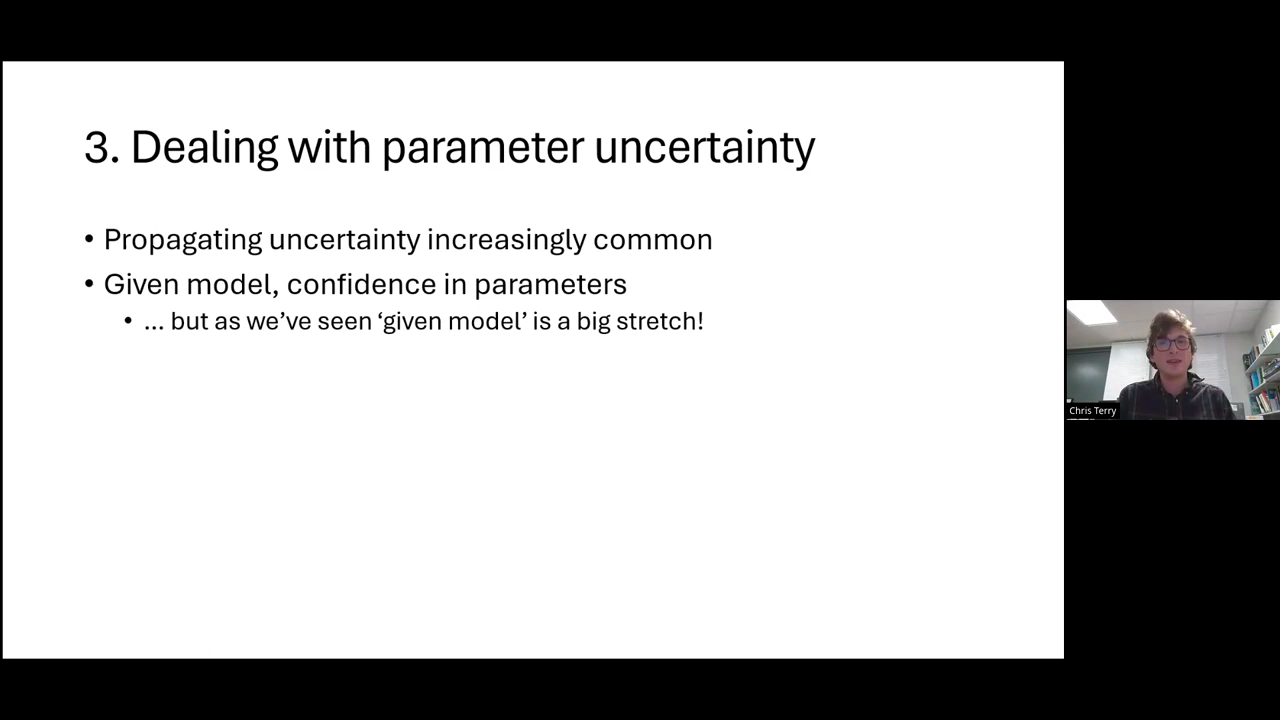 3. Dealing with parameter uncertainty
• Propagating uncertainty increasingly common
• Given model, confidence in parameters
• … but as we’ve seen ‘given model’ is a big stretch!
Chris Terry